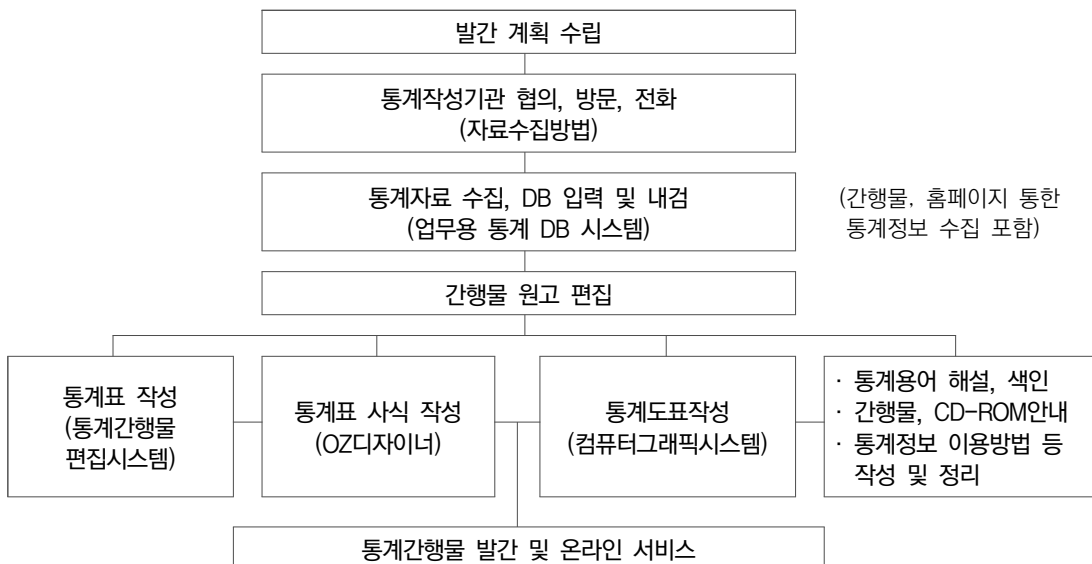 발간 계획 수립
통계작성기관 협의, 방문, 전화
(자료수집방법)
통계자료 수집, DB 입력 및 내검
(업무용 통계 DB 시스템)
(간행물, 홈페이지 통한
통계정보 수집 포함)
간행물 원고 편집
통계표 작성
(통계간행물
편집시스템)
통계표 사식 작성
(OZ디자이너)
통계도표작성
(컴퓨터그래픽시스템)
· 통계용어 해설, 색인
· 간행물, CD-ROM안내
· 통계정보 이용방법 등
작성 및 정리
통계간행물 발간 및 온라인 서비스